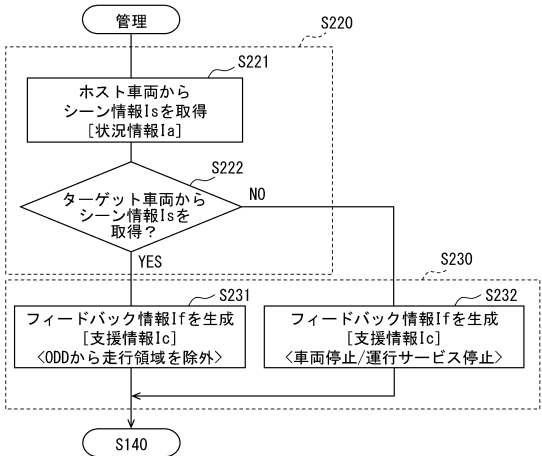 管理
S220
S221
ホスト車両から
シーン情報Isを取得
[状況情報Ia]
S222
ターゲット車両から
シーン情報Isを
取得？
NO
YES
S230
S231
フィードバック情報Ifを生成
[支援情報Ic]
<ODDから走行領域を除外>
S232
フィードバック情報Ifを生成
[支援情報Ic]
<車両停止/運行サービス停止>
S140